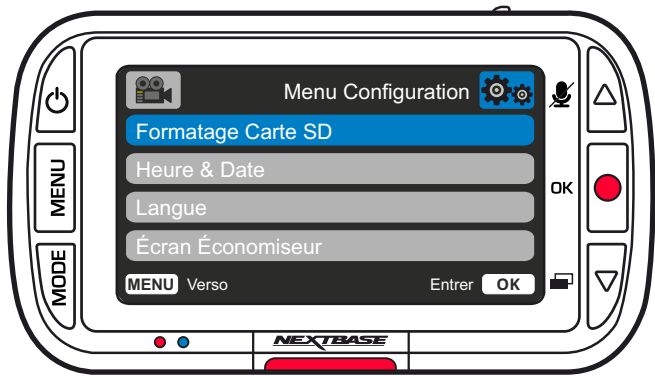 Menu Configuration
Formatage Carte SD
Heure & Date
Langue
Écran Économiseur
MENU Verso Entrer OK
MENU
MODE
OK
NEXTBASE